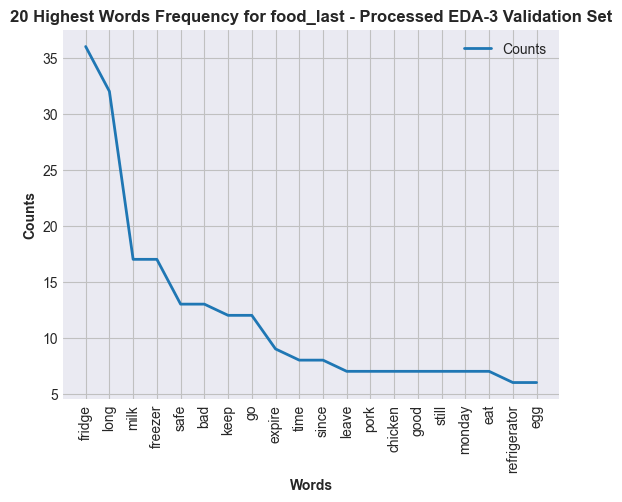 20 Highest Words Frequency for food_last - Processed EDA-3 Validation Set
Counts
35
30
25
20
15
10
5
Counts
fridge
long
milk
freezer
safe
bad
keep
go
expire
time
since
leave
pork
chicken
good
still
monday
eat
refrigerator
egg
Words